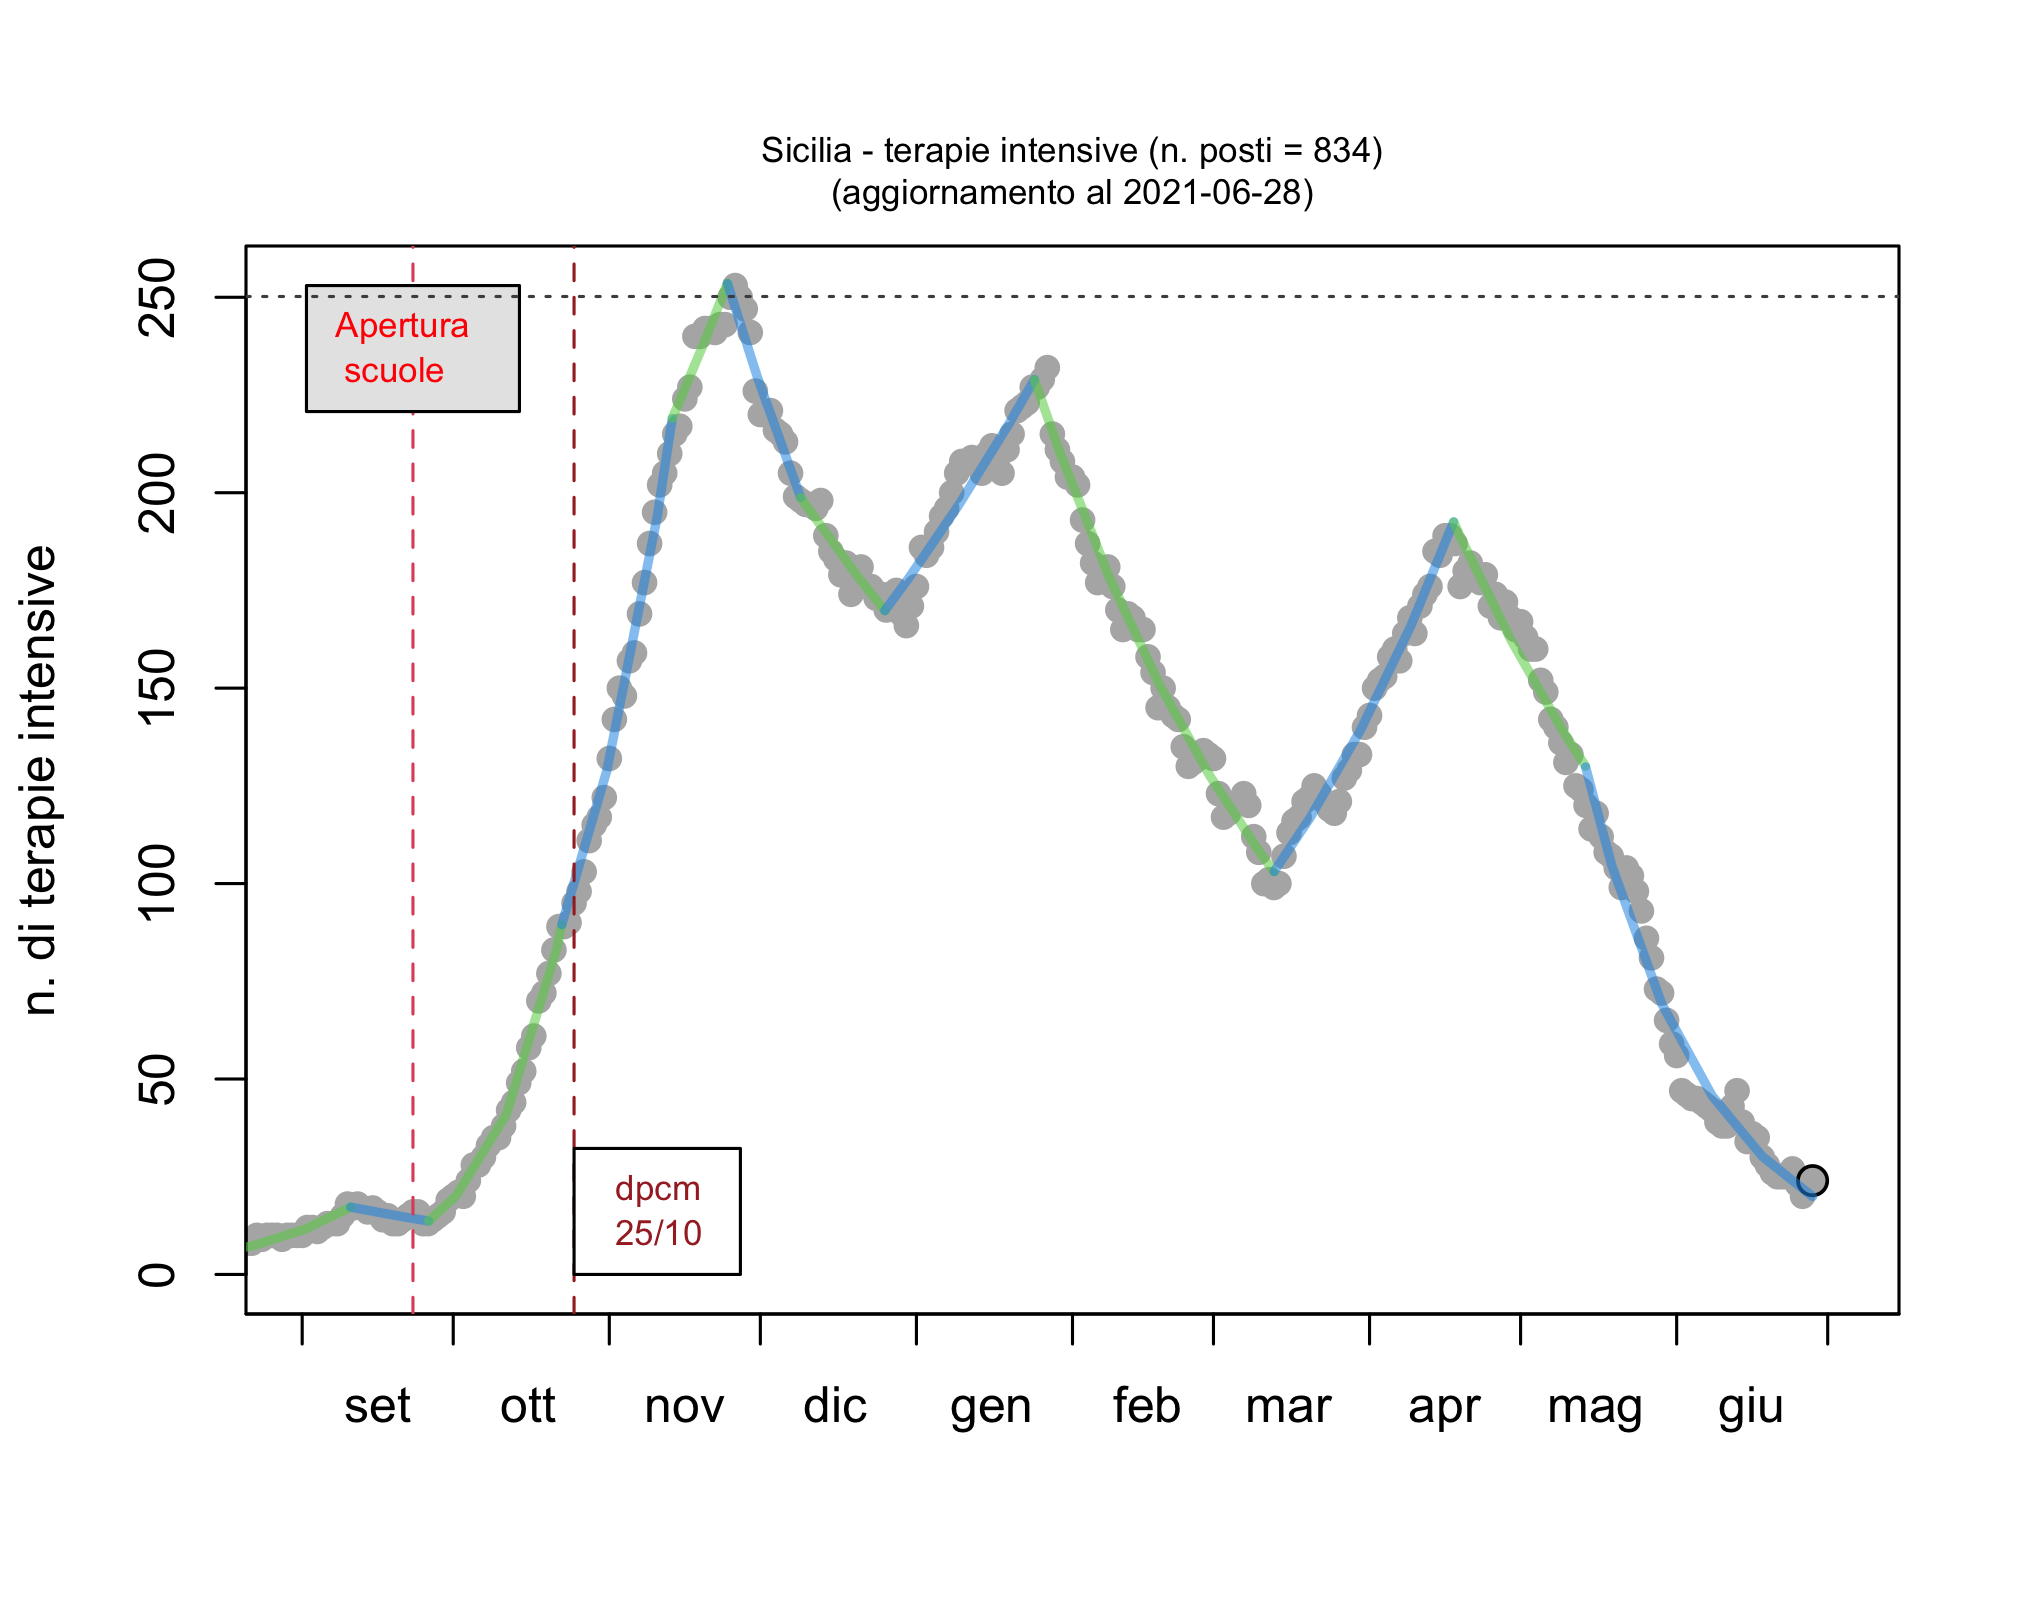 Sicilia - terapie intensive (n. posti = 834)
(aggiornamento al 2021-06-28)
n. di terapie intensive
250
200
150
100
50
0
Apertura
scuole
dpcm
25/10
set ott nov dic gen feb mar apr mag giu